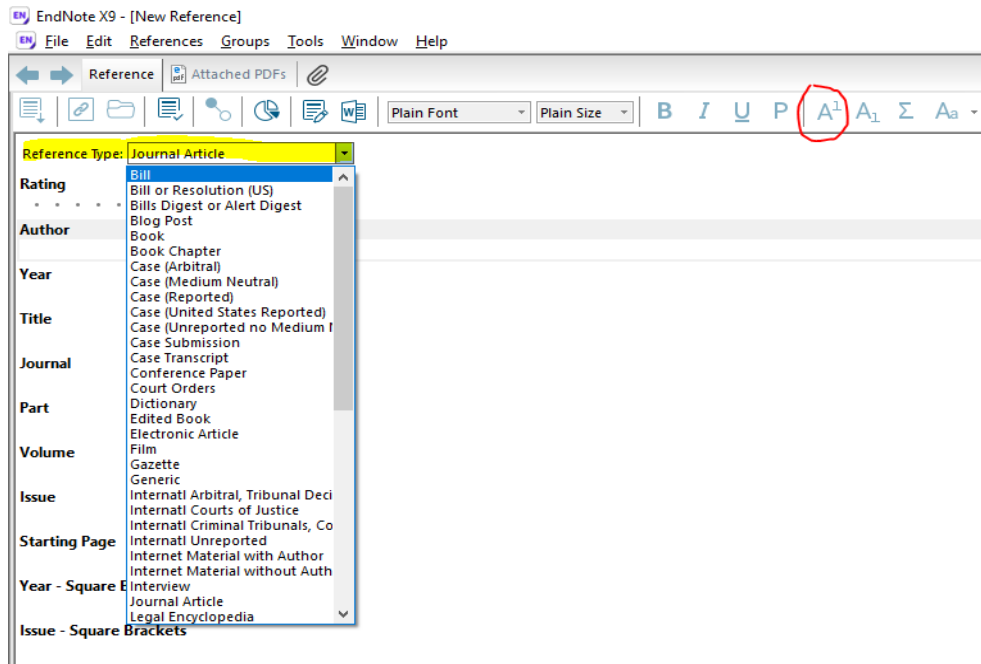 EN EndNote X9 - [New Reference]
EN File Edit References Groups Tools Window Help
Reference Attached PDFs
Plain Font Plain Size B I U P A1 A1 Σ Aa
Reference Type: Journal Article
Rating
Author
Year
Title
Journal
Part
Volume
Issue
Starting Page
Year - Square B
Issue - Square Brackets
Bill
Bill or Resolution (US)
Bills Digest or Alert Digest
Blog Post
Book
Book Chapter
Case (Arbitral)
Case (Medium Neutral)
Case (Reported)
Case (United States Reported)
Case (Unreported no Medium N
Case Submission
Case Transcript
Conference Paper
Court Orders
Dictionary
Edited Book
Electronic Article
Film
Gazette
Generic
Internatl Arbitral, Tribunal Deci
Internatl Courts of Justice
Internatl Criminal Tribunals, Co
Internatl Unreported
Internet Material with Author
Internet Material without Auth
Interview
Journal Article
Legal Encyclopedia